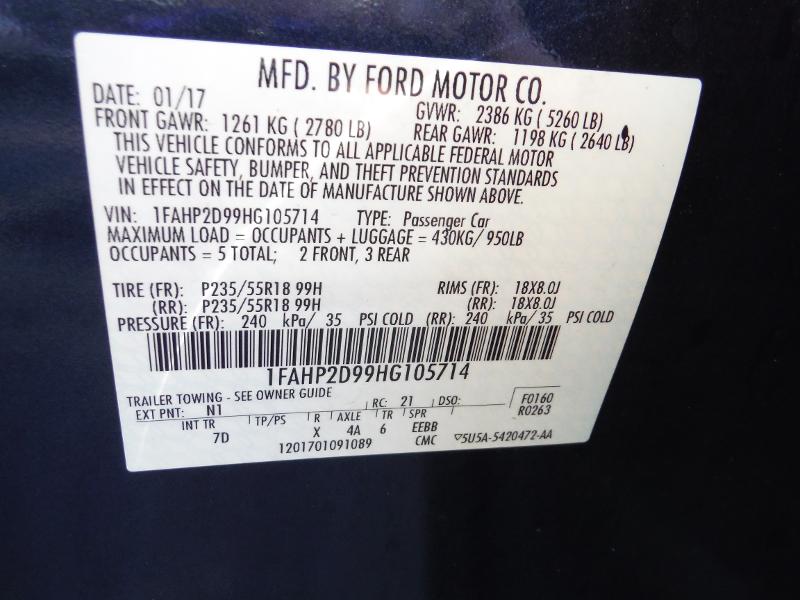 MFD. BY FORD MOTOR CO.
DATE: 01/17 GVWR: 2386 KG ( 5260 LB)
FRONT GAWR: 1261 KG ( 2780 LB) REAR GAWR: 1198 KG ( 2640 LB)
THIS VEHICLE CONFORMS TO ALL APPLICABLE FEDERAL MOTOR
VEHICLE SAFETY, BUMPER, AND THEFT PREVENTION STANDARDS
IN EFFECT ON THE DATE OF MANUFACTURE SHOWN ABOVE.
VIN: 1FAHP2D99HG105714 TYPE: Passenger Car
MAXIMUM LOAD = OCCUPANTS + LUGGAGE = 430KG/ 950LB
OCCUPANTS = 5 TOTAL; 2 FRONT, 3 REAR
TIRE (FR): P235/55R18 99H RIMS (FR): 18X8.0J
(RR): P235/55R18 99H (RR): 18X8.0J
PRESSURE (FR): 240 kPa/ 35 PSI COLD (RR): 240 kPa/ 35 PSI COLD
1FAHP2D99HG105714
TRAILER TOWING - SEE OWNER GUIDE
EXT PNT: N1 RC: 21 DSO: F0160
R0263
INT TR TP/PS R AXLE TR SPR
7D X 4A 6 EEBB
1201701091089 CMC ▽5U5A-5420472-AA